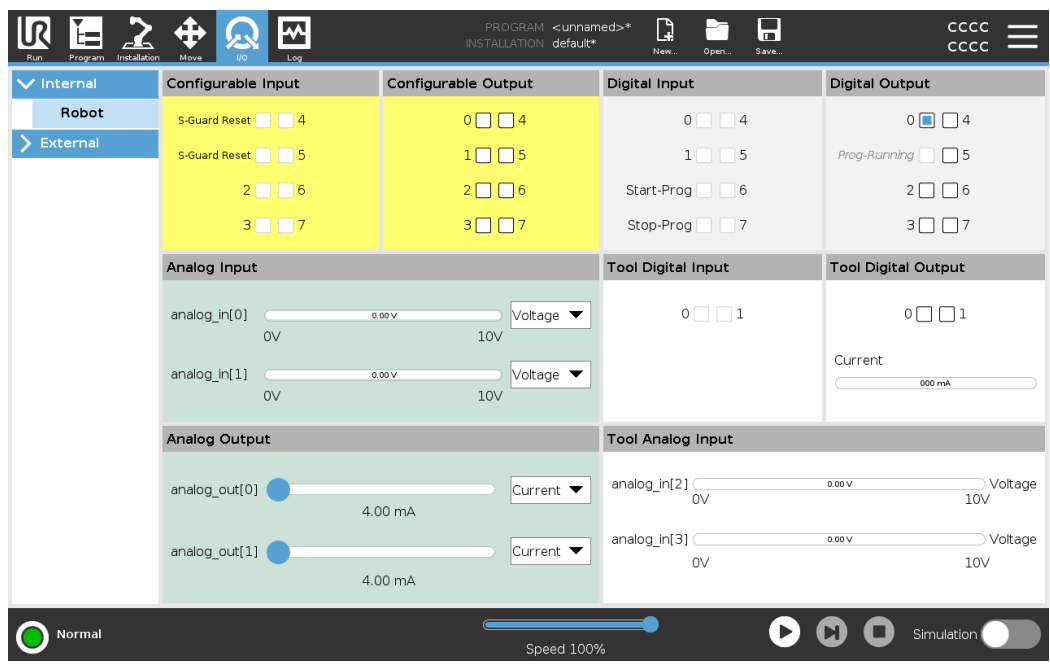 PROGRAM <unnamed>*
INSTALLATION default*
Run Program Installation Move I/O Log New... Open... Save...
CCCC
CCCC
Internal
Robot
External
Configurable Input
S-Guard Reset 4
S-Guard Reset 5
2 6
3 7
Configurable Output
0 4
1 5
2 6
3 7
Digital Input
0 4
1 5
Start-Prog 6
Stop-Prog 7
Digital Output
0 4
Prog-Running 5
2 6
3 7
Analog Input
analog_in[0] 0.00 V Voltage
0V 10V
analog_in[1] 0.00 V Voltage
0V 10V
Tool Digital Input
0 1
Tool Digital Output
0 1
Current
000 mA
Analog Output
analog_out[0] Current
4.00 mA
analog_out[1] Current
4.00 mA
Tool Analog Input
analog_in[2] 0.00 V Voltage
0V 10V
analog_in[3] 0.00 V Voltage
0V 10V
Normal
Speed 100%
Simulation